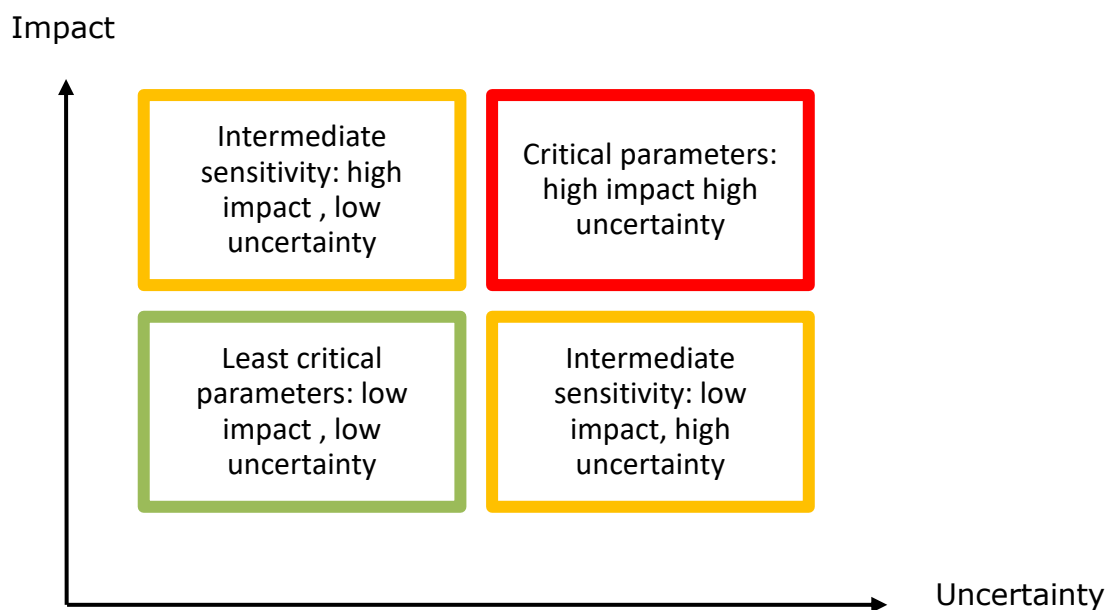 Impact
Intermediate
sensitivity: high
impact , low
uncertainty
Critical parameters:
high impact high
uncertainty
Least critical
parameters: low
impact , low
uncertainty
Intermediate
sensitivity: low
impact, high
uncertainty
Uncertainty